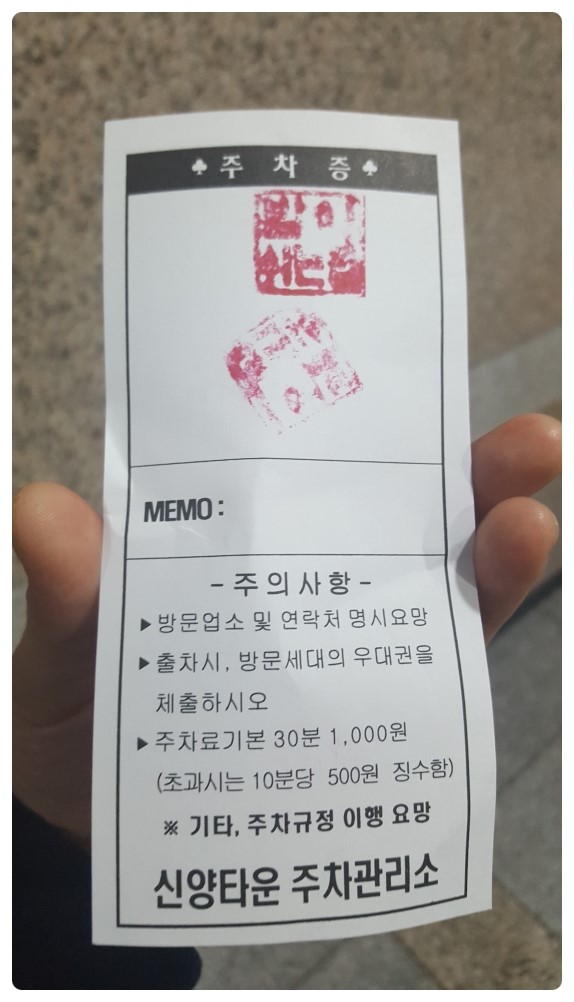 ♣주 차 증♣
MEMO :
- 주의사항 -
▶방문업소 및 연락처 명시요망
▶출차시, 방문세대의 우대권을
체출하시오
▶주차료기본 30분 1,000원
(초과시는 10분당 500원 징수함)
※ 기타, 주차규정 이행 요망
신양타운 주차관리소